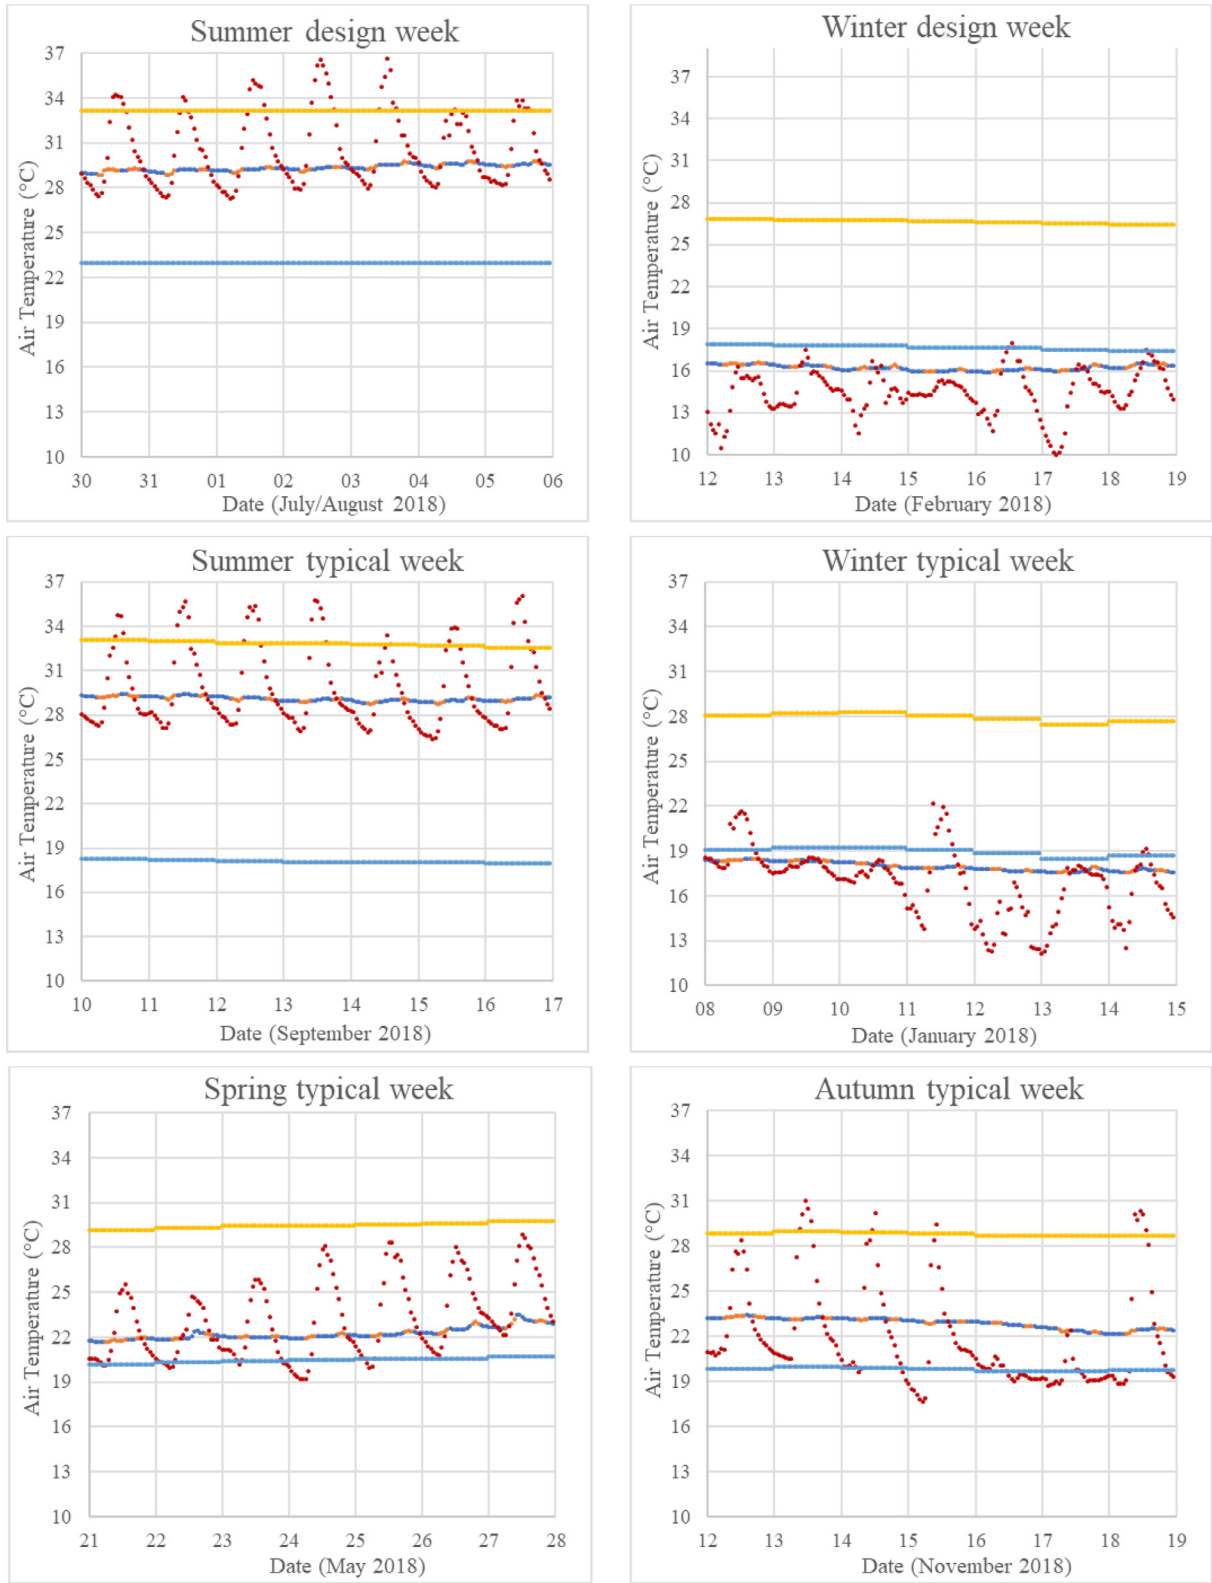 Summer design week
37
34
31
28
25
22
19
16
13
10
Air Temperature (°C)
30 31 01 02 03 04 05 06
Date (July/August 2018)
Winter design week
37
34
31
28
25
22
19
16
13
10
Air Temperature (°C)
12 13 14 15 16 17 18 19
Date (February 2018)
Summer typical week
37
34
31
28
25
22
19
16
13
10
Air Temperature (°C)
10 11 12 13 14 15 16 17
Date (September 2018)
Winter typical week
37
34
31
28
25
22
19
16
13
10
Air Temperature (°C)
08 09 10 11 12 13 14 15
Date (January 2018)
Spring typical week
37
34
31
28
25
22
19
16
13
10
Air Temperature (°C)
21 22 23 24 25 26 27 28
Date (May 2018)
Autumn typical week
37
34
31
28
25
22
19
16
13
10
Air Temperature (°C)
12 13 14 15 16 17 18 19
Date (November 2018)